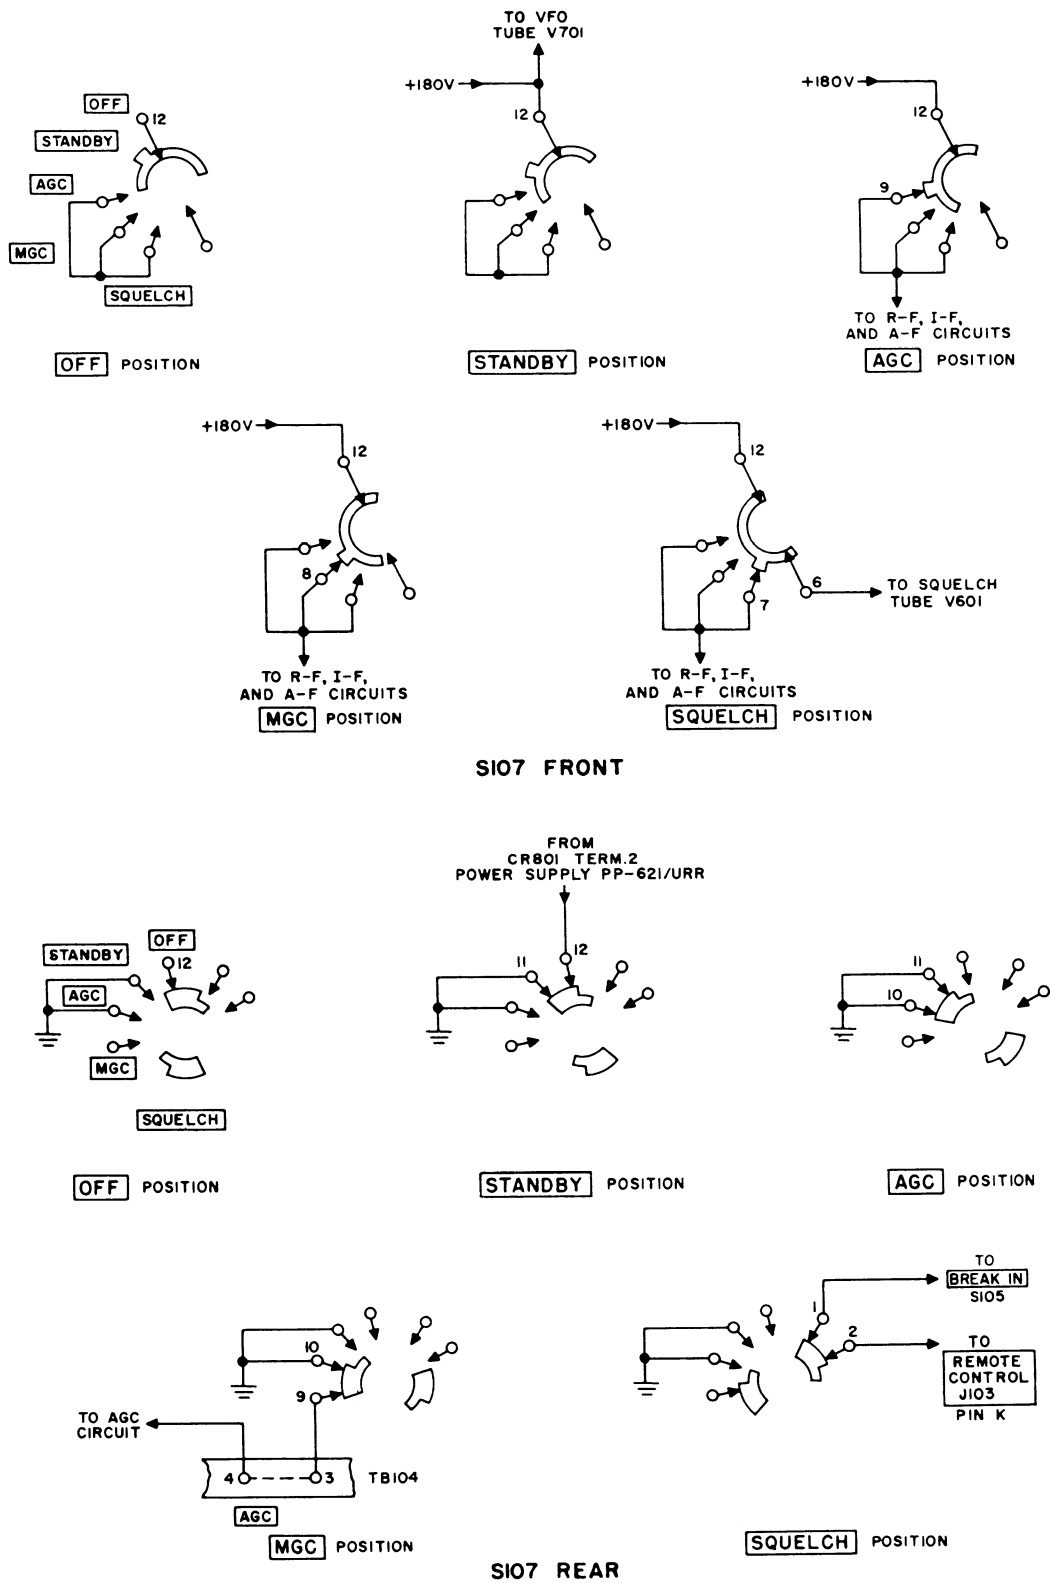 TO VFO
TUBE V701
+180V
12
OFF
12
STANDBY
AGC
MGC
SQUELCH
OFF POSITION
STANDBY POSITION
+180V
12
9
TO R-F, I-F,
AND A-F CIRCUITS
AGC POSITION
+180V
12
8
TO R-F, I-F,
AND A-F CIRCUITS
MGC POSITION
+180V
12
6
7
TO SQUELCH
TUBE V601
TO R-F, I-F,
AND A-F CIRCUITS
SQUELCH POSITION
S107 FRONT
FROM
CR801 TERM.2
POWER SUPPLY PP-621/URR
OFF
STANDBY
12
AGC
MGC
SQUELCH
OFF POSITION
11
12
STANDBY POSITION
11
10
AGC POSITION
10
9
TO AGC
CIRCUIT
4
3
TB104
AGC
MGC POSITION
TO
BREAK IN
S105
1
2
TO
REMOTE
CONTROL
J103
PIN K
SQUELCH POSITION
S107 REAR